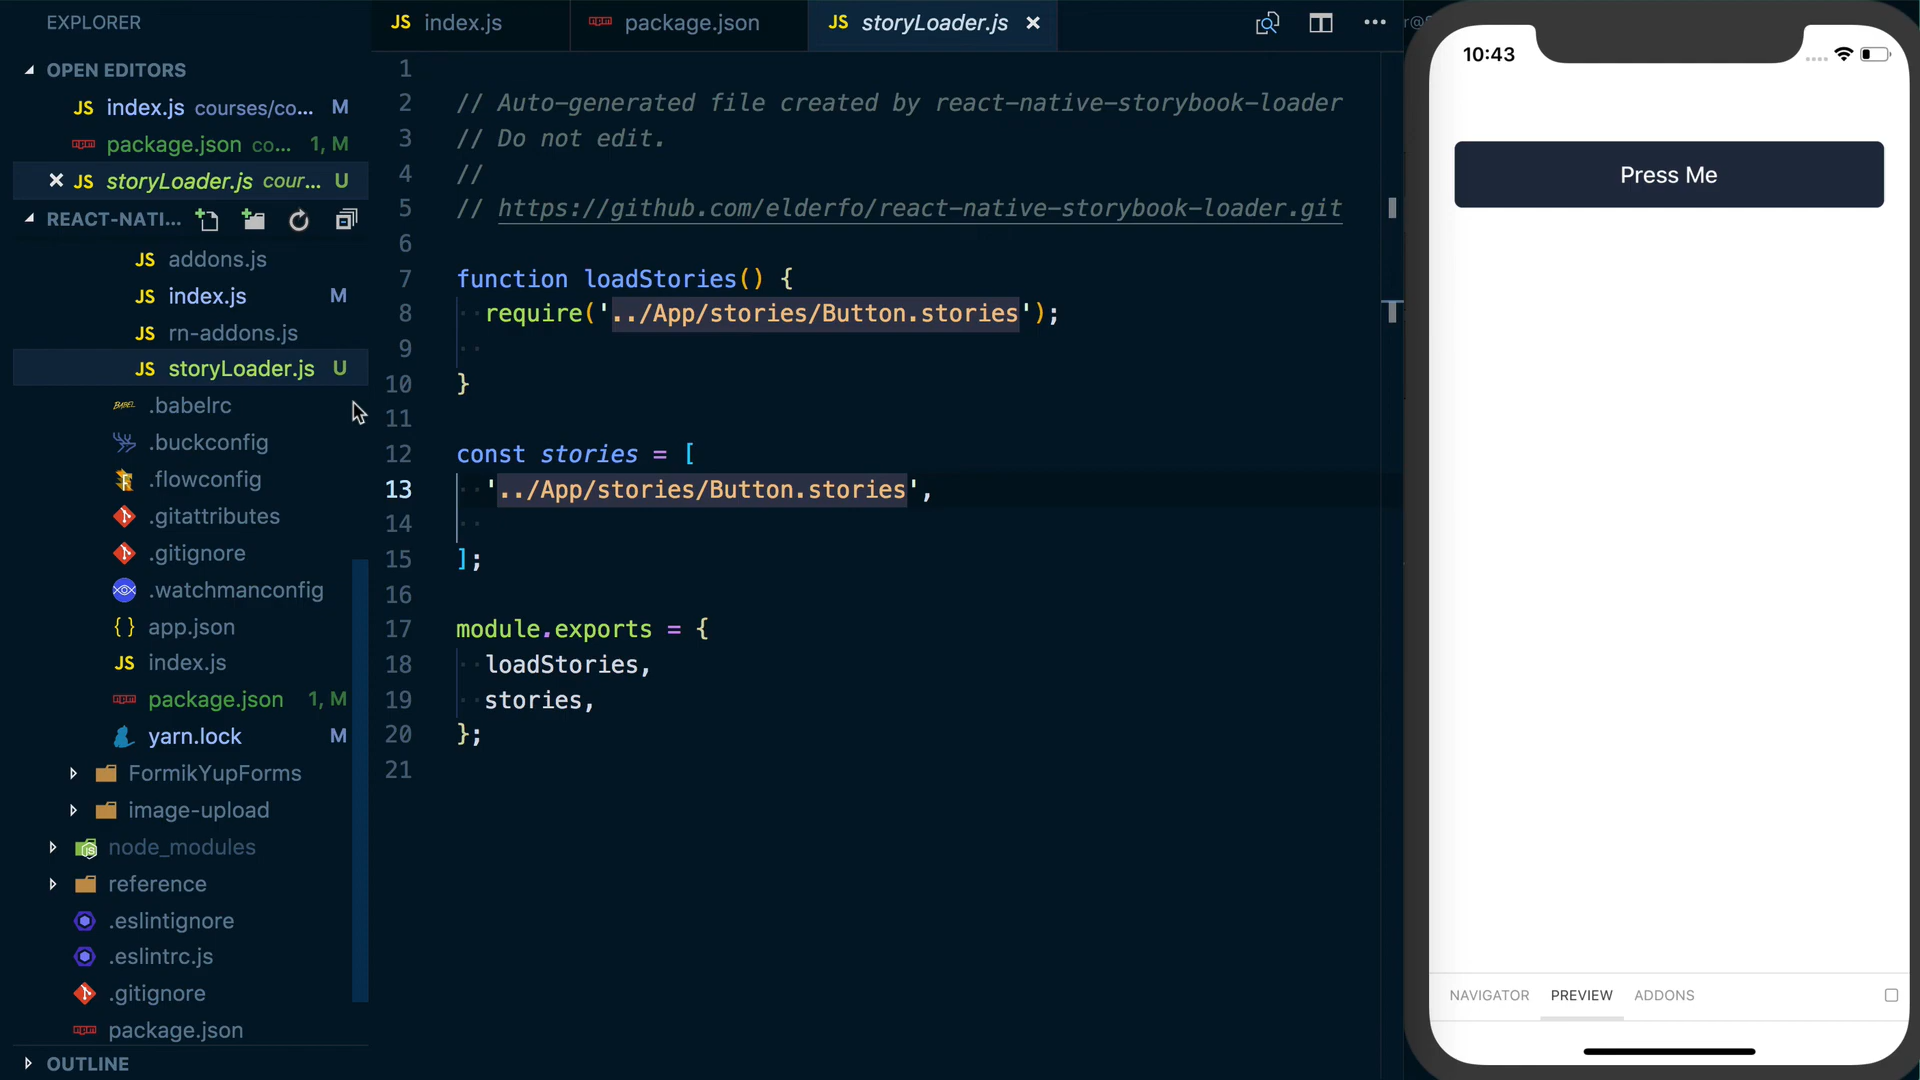 EXPLORER
OPEN EDITORS
JS index.js courses/co... M
package.json co... 1, M
JS storyLoader.js cour... U
REACT-NATI...
JS addons.js
JS index.js M
JS rn-addons.js
JS storyLoader.js U
BABEL .babelrc
.buckconfig
.flowconfig
.gitattributes
.gitignore
.watchmanconfig
{ } app.json
JS index.js
package.json 1, M
yarn.lock M
FormikYupForms
image-upload
node_modules
reference
.eslintignore
.eslintrc.js
.gitignore
package.json
OUTLINE
JS index.js
package.json
JS storyLoader.js
1
2 // Auto-generated file created by react-native-storybook-loader
3 // Do not edit.
4 //
5 // https://github.com/elderfo/react-native-storybook-loader.git
6
7 function loadStories() {
8 require('../App/stories/Button.stories');
9
10 }
11
12 const stories = [
13 '../App/stories/Button.stories',
14
15 ];
16
17 module.exports = {
18 loadStories,
19 stories,
20 };
21
10:43
Press Me
NAVIGATOR PREVIEW ADDONS